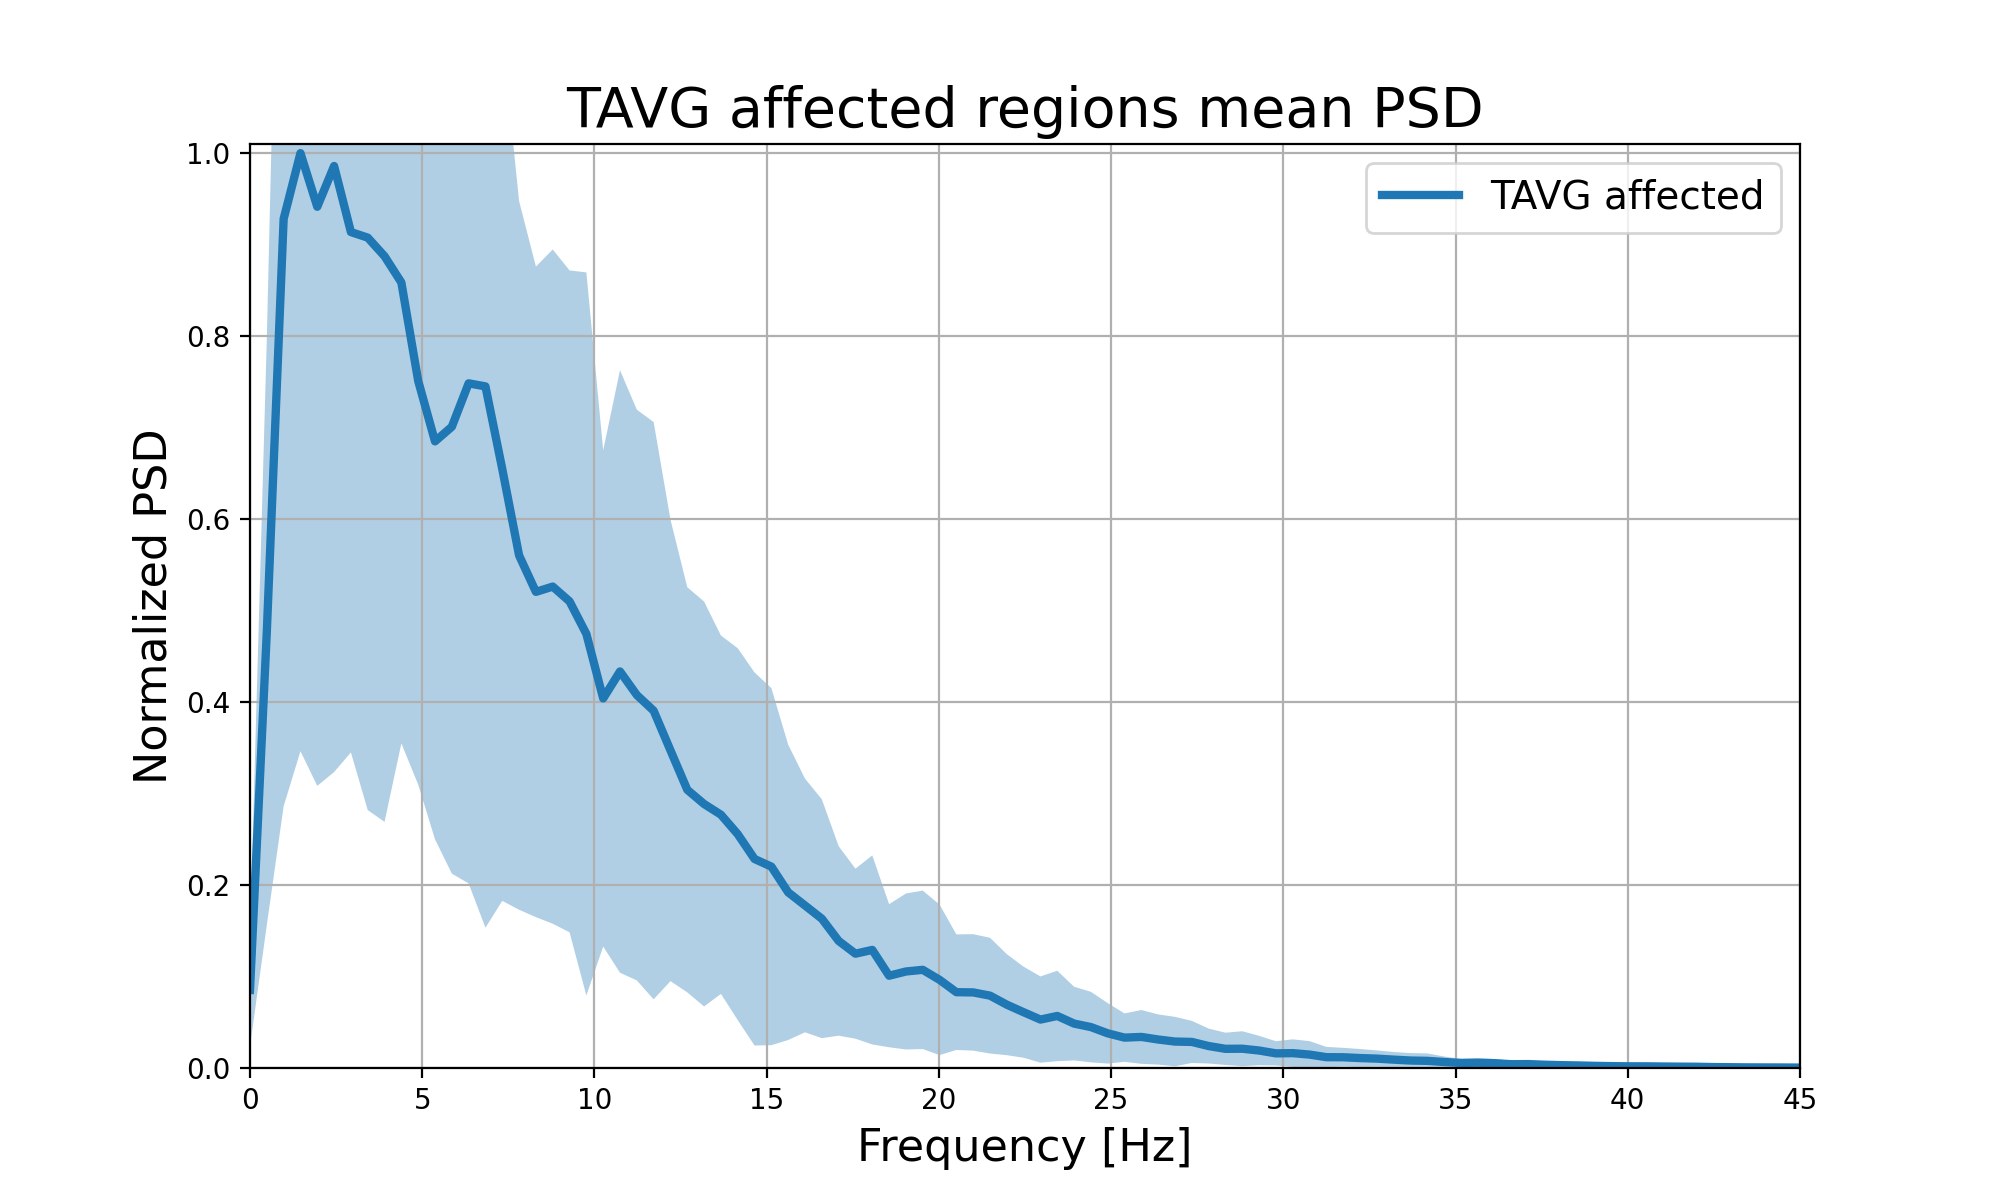 TAVG affected regions mean PSD
TAVG affected
Normalized PSD
1.0
0.8
0.6
0.4
0.2
0.0
0 5 10 15 20 25 30 35 40 45
Frequency [Hz]